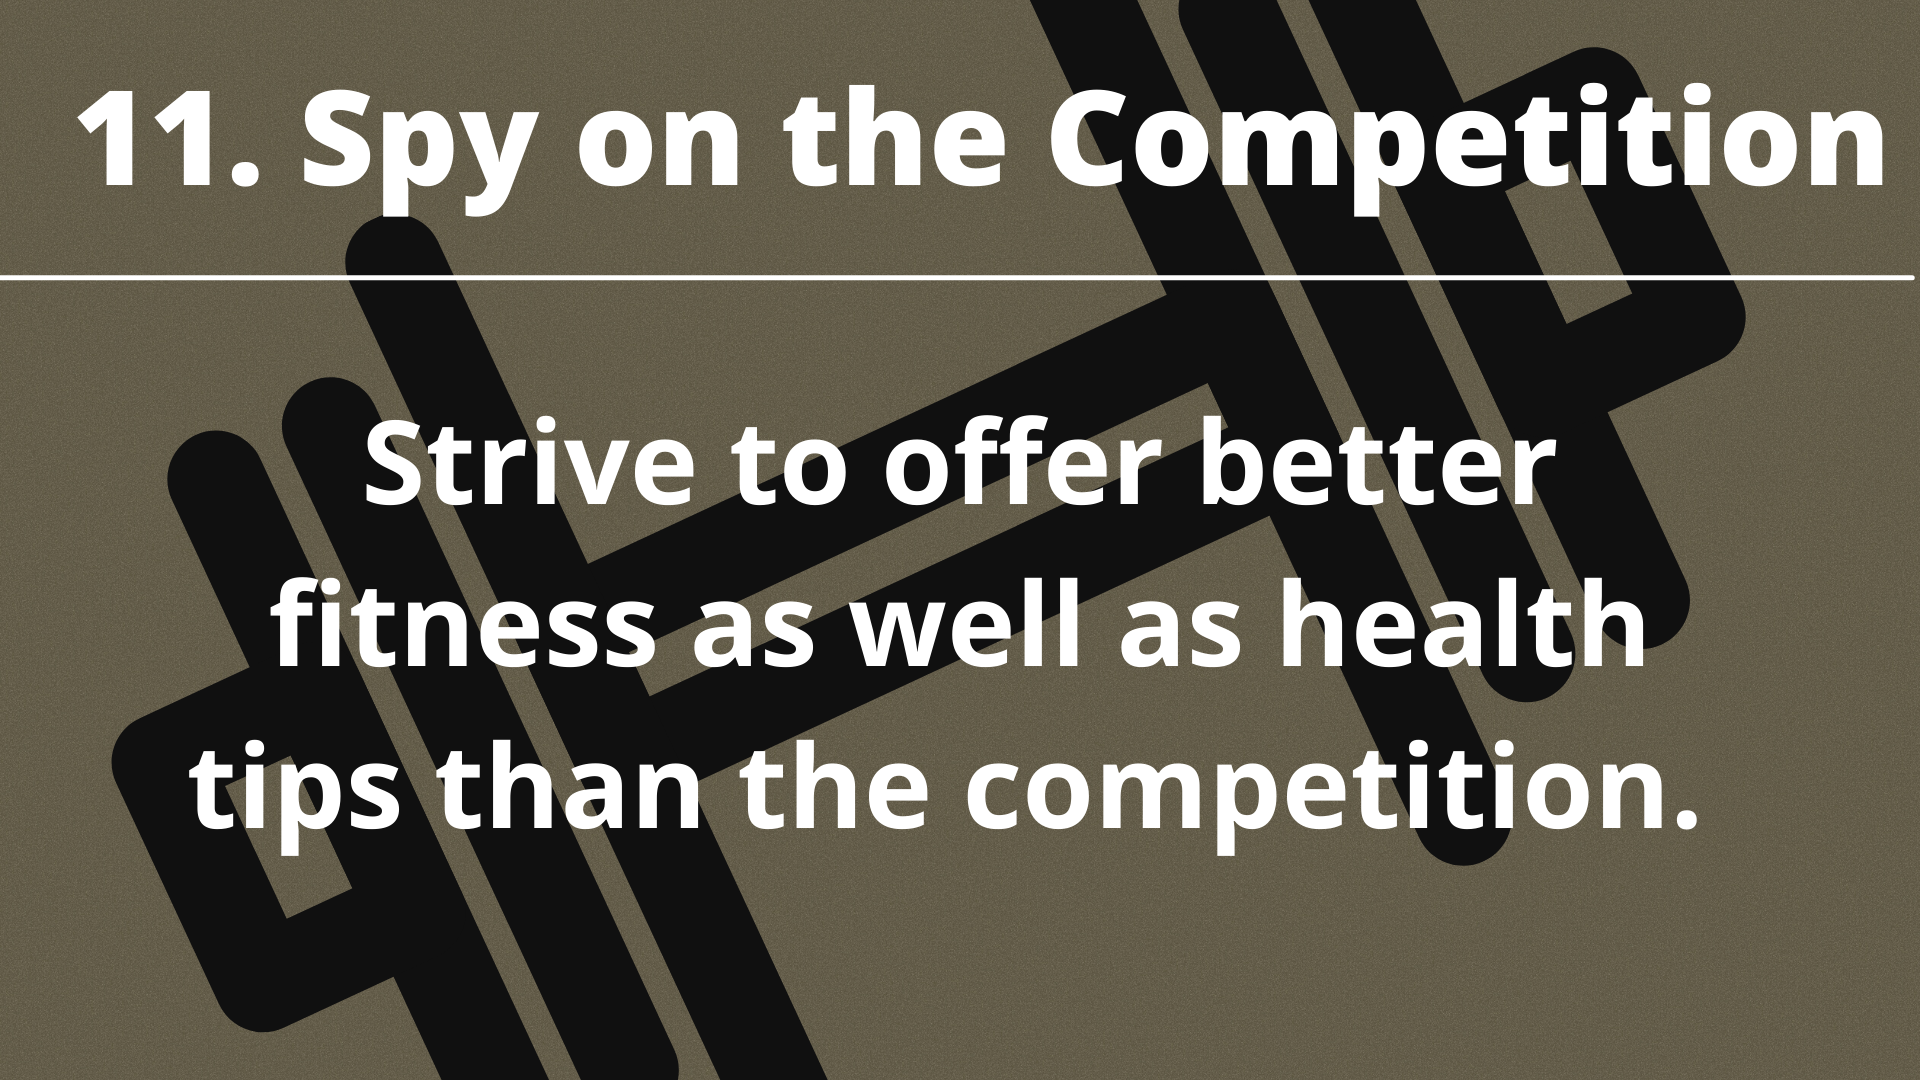 11. Spy on the Competition
Strive to offer better
fitness as well as health
tips than the competition.